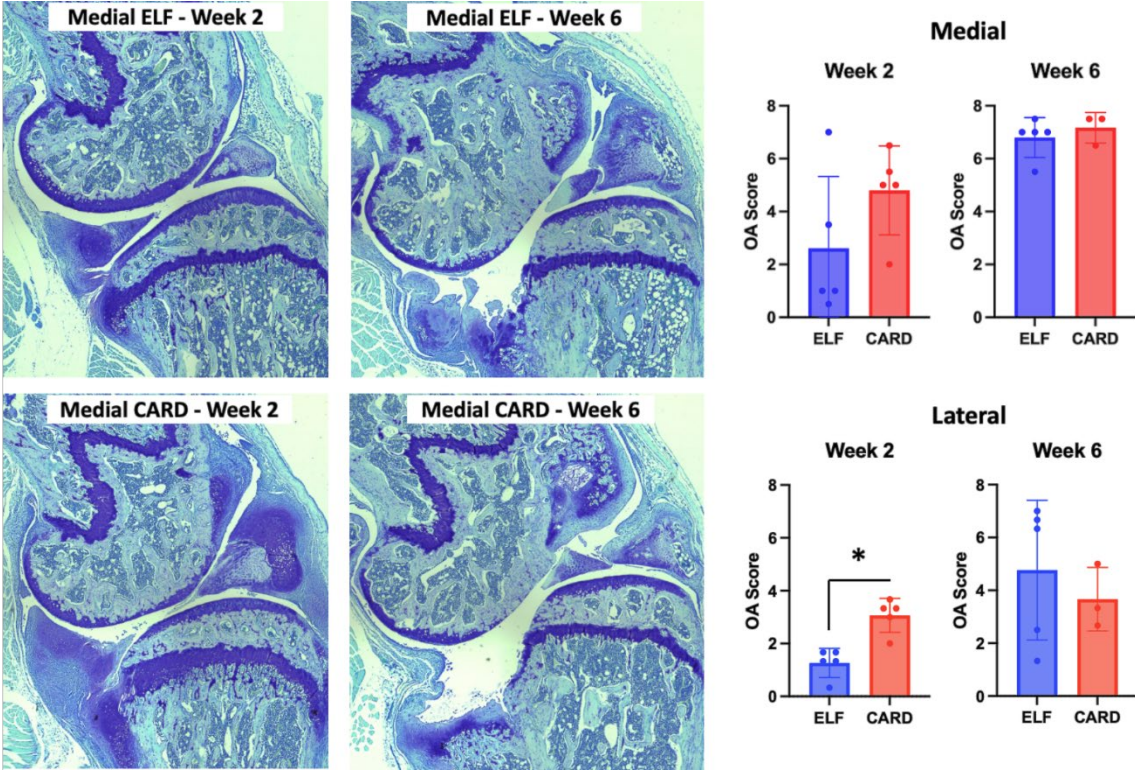 Medial ELF - Week 2
Medial ELF - Week 6
Medial CARD - Week 2
Medial CARD - Week 6
Medial
Week 2
Week 6
OA Score
8
6
4
2
0
ELF
CARD
OA Score
8
6
4
2
0
ELF
CARD
Lateral
Week 2
Week 6
OA Score
8
6
4
2
0
*
ELF
CARD
OA Score
8
6
4
2
0
ELF
CARD